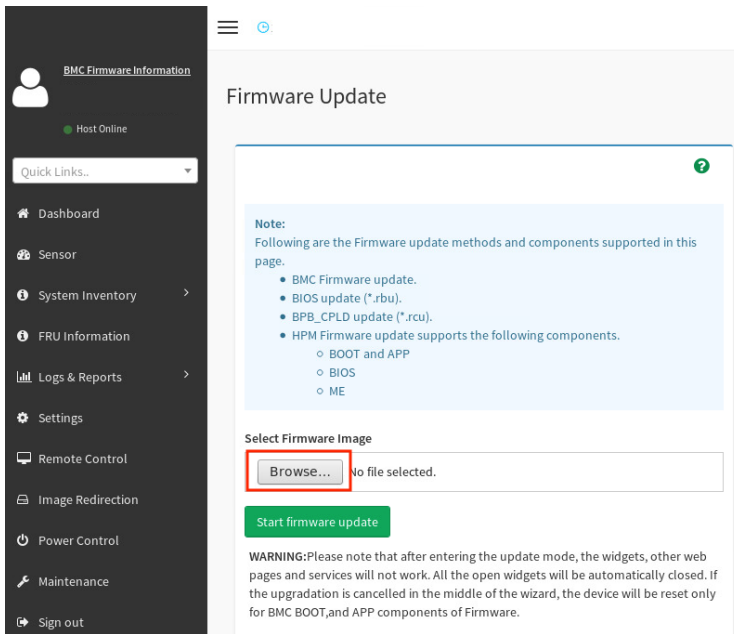 BMC Firmware Information
Host Online
Quick Links..
Dashboard
Sensor
System Inventory
FRU Information
Logs & Reports
Settings
Remote Control
Image Redirection
Power Control
Maintenance
Sign out
Firmware Update
Note:
Following are the Firmware update methods and components supported in this
page.
BMC Firmware update.
BIOS update (*.rbu).
BPB_CPLD update (*.rcu).
HPM Firmware update supports the following components.
BOOT and APP
BIOS
ME
Select Firmware Image
Browse... No file selected.
Start firmware update
WARNING:Please note that after entering the update mode, the widgets, other web
pages and services will not work. All the open widgets will be automatically closed. If
the upgradation is cancelled in the middle of the wizard, the device will be reset only
for BMC BOOT,and APP components of Firmware.